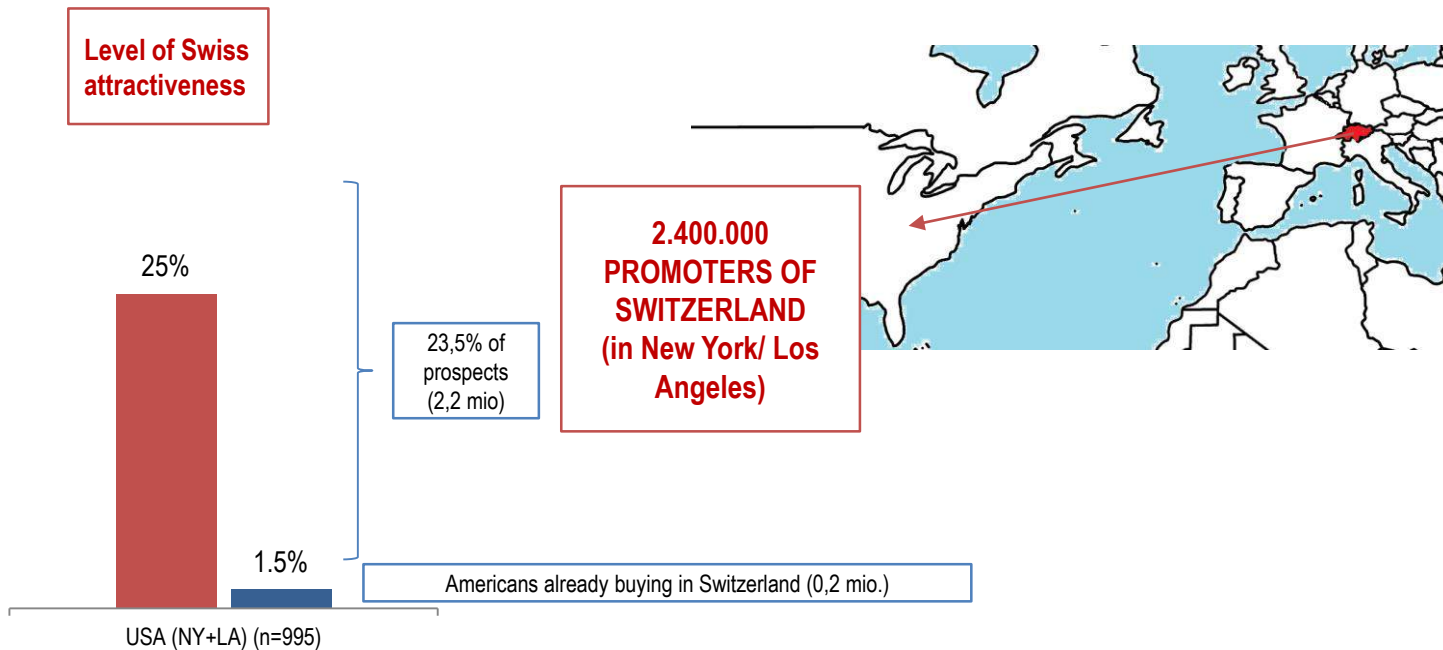 Level of Swiss
attractiveness
25%
1.5%
USA (NY+LA) (n=995)
23,5% of
prospects
(2,2 mio)
2.400.000
PROMOTERS OF
SWITZERLAND
(in New York/ Los
Angeles)
Americans already buying in Switzerland (0,2 mio.)